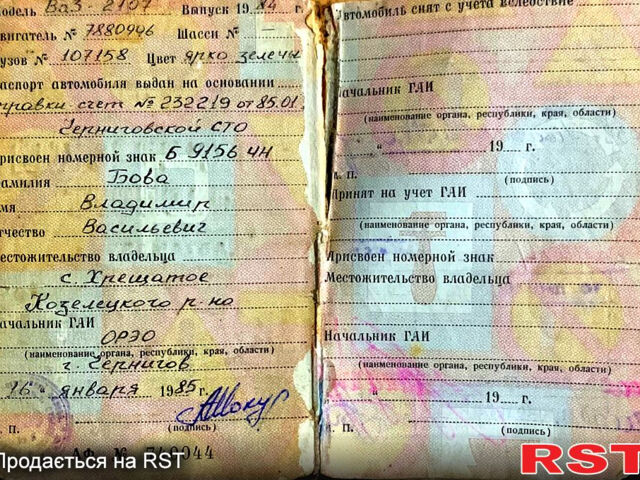 модель ВаЗ - 2107 Выпуск 1984 г.
двигатель № 7880946 Шасси № —
кузов № 107158 Цвет ярко зелены
паспорт автомобиля выдан на основании
справки счет № 232219 от 85.01
Черниговской СТО
присвоен номерной знак Б 9156 ЧН
Фамилия Бова
Имя Владимир
Отчество Васильевич
Местожительство владельца
с. Хрещатое
Козелецкого р-на
Начальник ГАИ
ОРЭО
(наименование органа, республики, края, области)
г. Чернигов
16 января 1985 г.
М. П. (подпись)
АФ №
Продається на RST
Автомобиль снят с учета вследствие
Начальник ГАИ
(наименование органа, республики, края, области)
" 19 г.
М. П. (подпись)
Принят на учет ГАИ
(наименование органа, республики, края, области)
Присвоен номерной знак
Местожительство владельца
Начальник ГАИ
(наименование органа, республики, края, области)
" 19 г.
М. П. (подпись)
RST